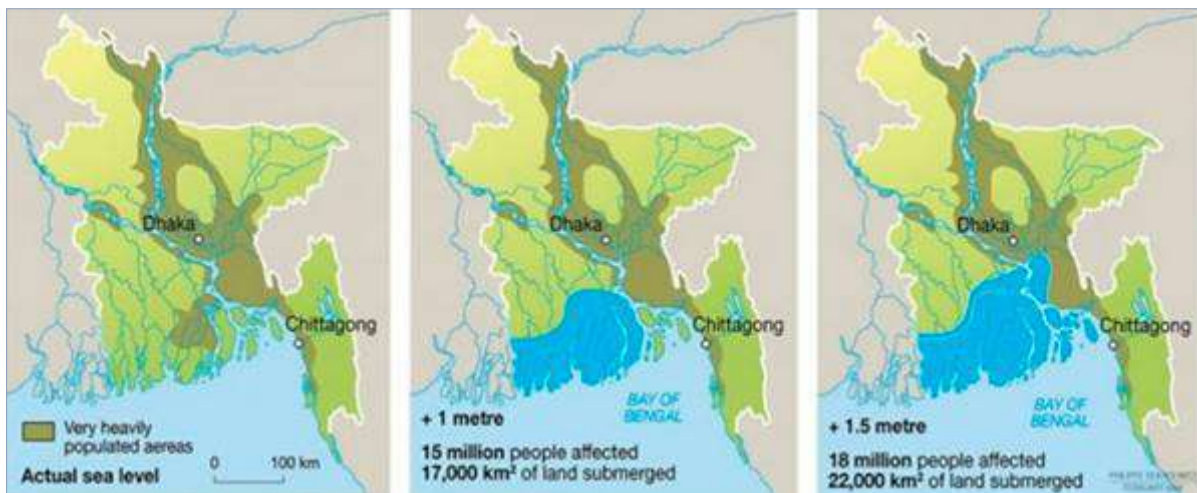 Dhaka
Chittagong
Very heavily
populated aereas
Actual sea level
0 100 km
Dhaka
Chittagong
BAY OF
BENGAL
+ 1 metre
15 million people affected
17,000 km² of land submerged
Dhaka
Chittagong
BAY OF
BENGAL
+ 1.5 metre
18 million people affected
22,000 km² of land submerged